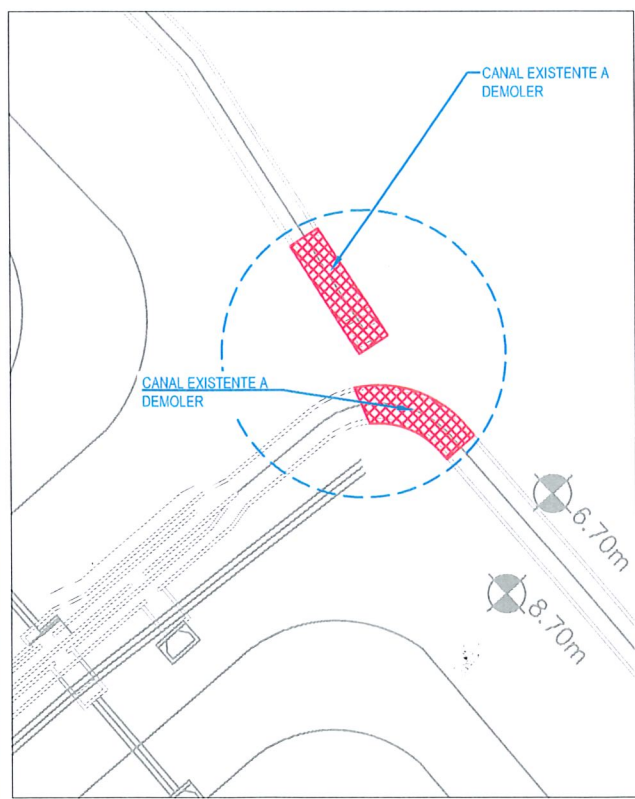 CANAL EXISTENTE A
DEMOLER
CANAL EXISTENTE A
DEMOLER
6.70m
8.70m